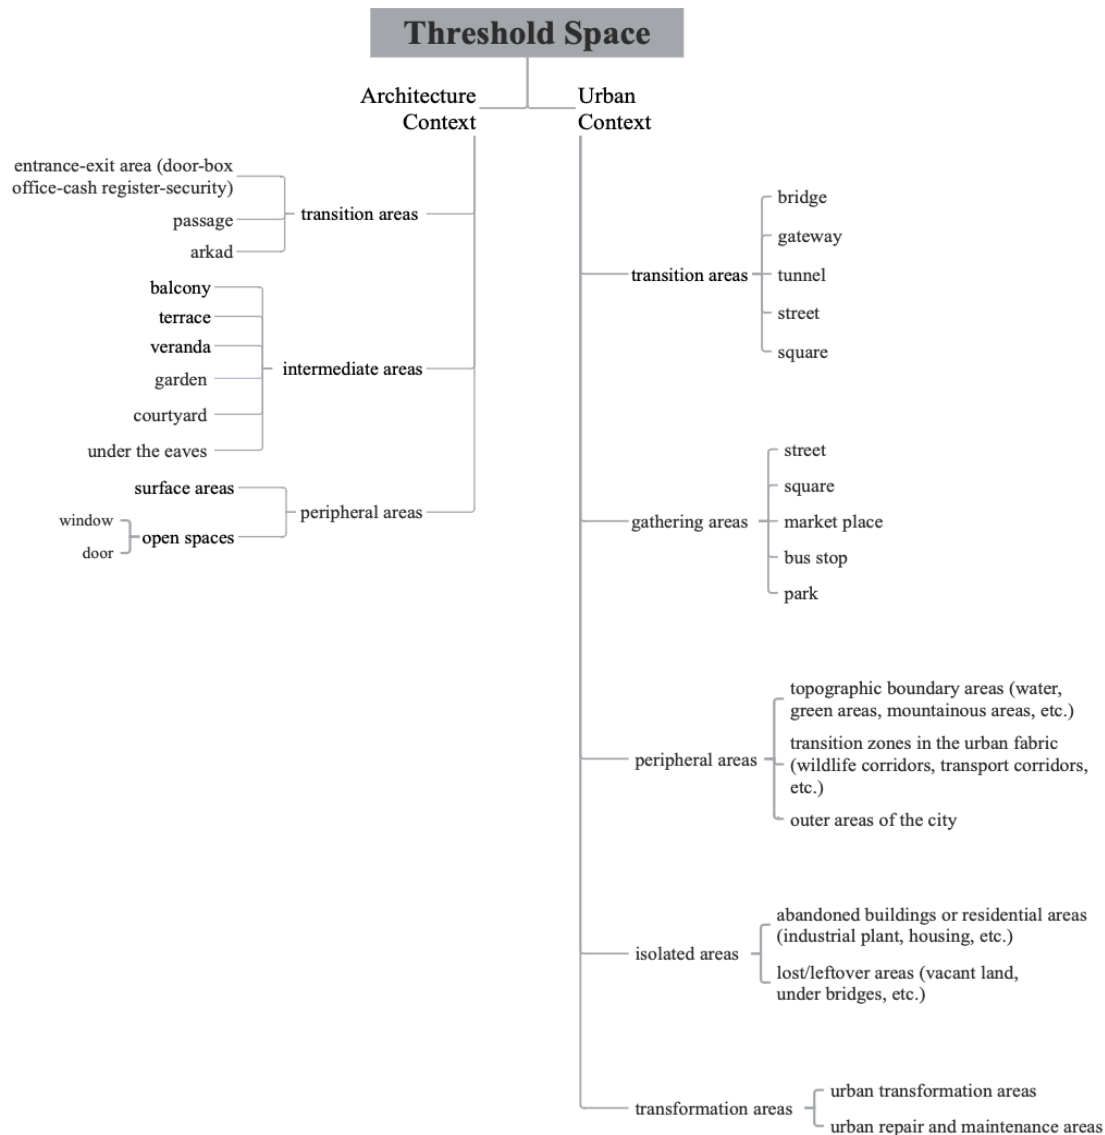 Threshold Space
Architecture
Context
entrance-exit area (door-box
office-cash register-security)
passage
arkad
transition areas
balcony
terrace
veranda
garden
courtyard
under the eaves
intermediate areas
surface areas
window
door
open spaces
peripheral areas
Urban
Context
transition areas
bridge
gateway
tunnel
street
square
gathering areas
street
square
market place
bus stop
park
peripheral areas
topographic boundary areas (water,
green areas, mountainous areas, etc.)
transition zones in the urban fabric
(wildlife corridors, transport corridors,
etc.)
outer areas of the city
isolated areas
abandoned buildings or residential areas
(industrial plant, housing, etc.)
lost/leftover areas (vacant land,
under bridges, etc.)
transformation areas
urban transformation areas
urban repair and maintenance areas